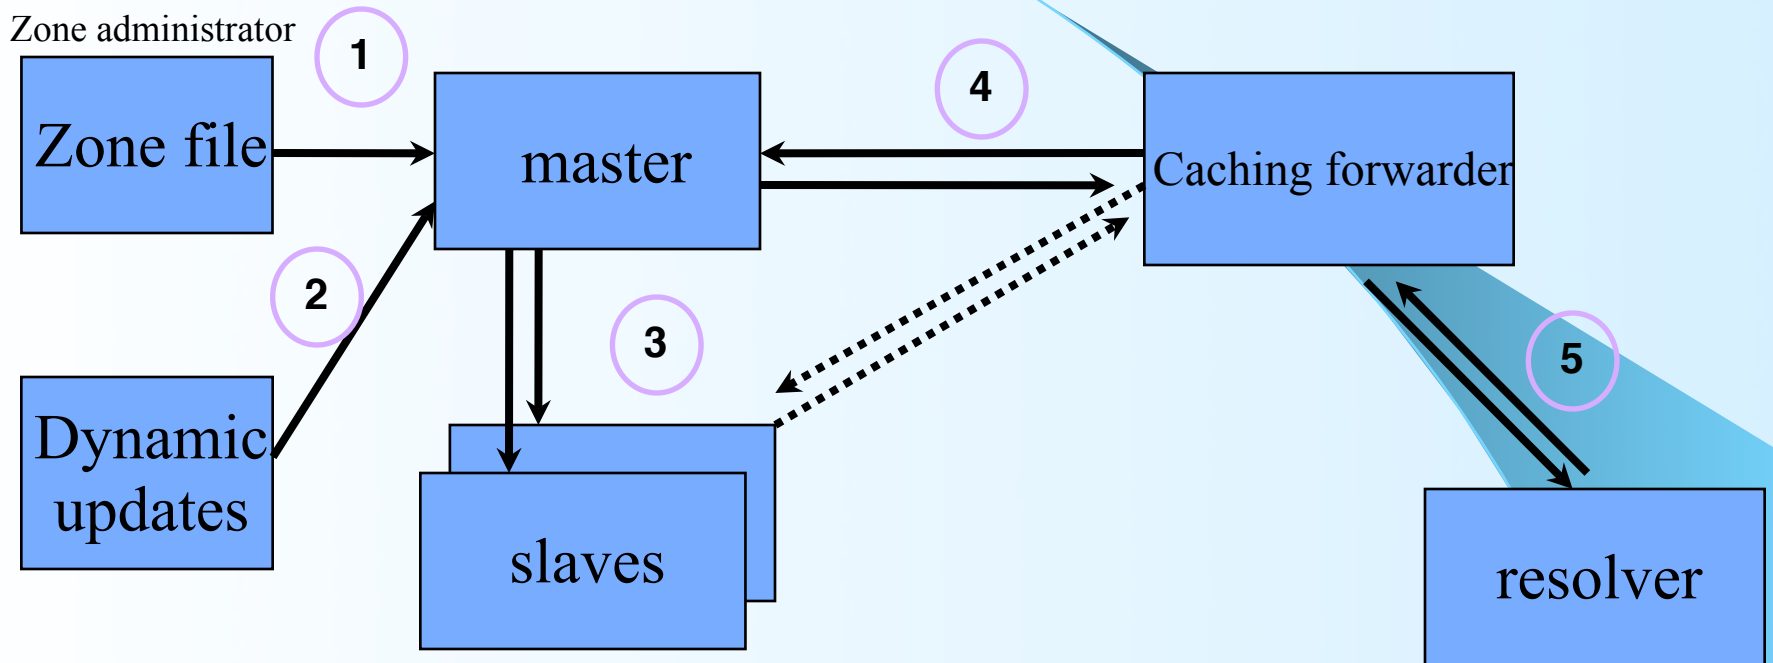 Zone administrator
1
Zone file
master
4
Caching forwarder
2
3
5
Dynamic
updates
slaves
resolver